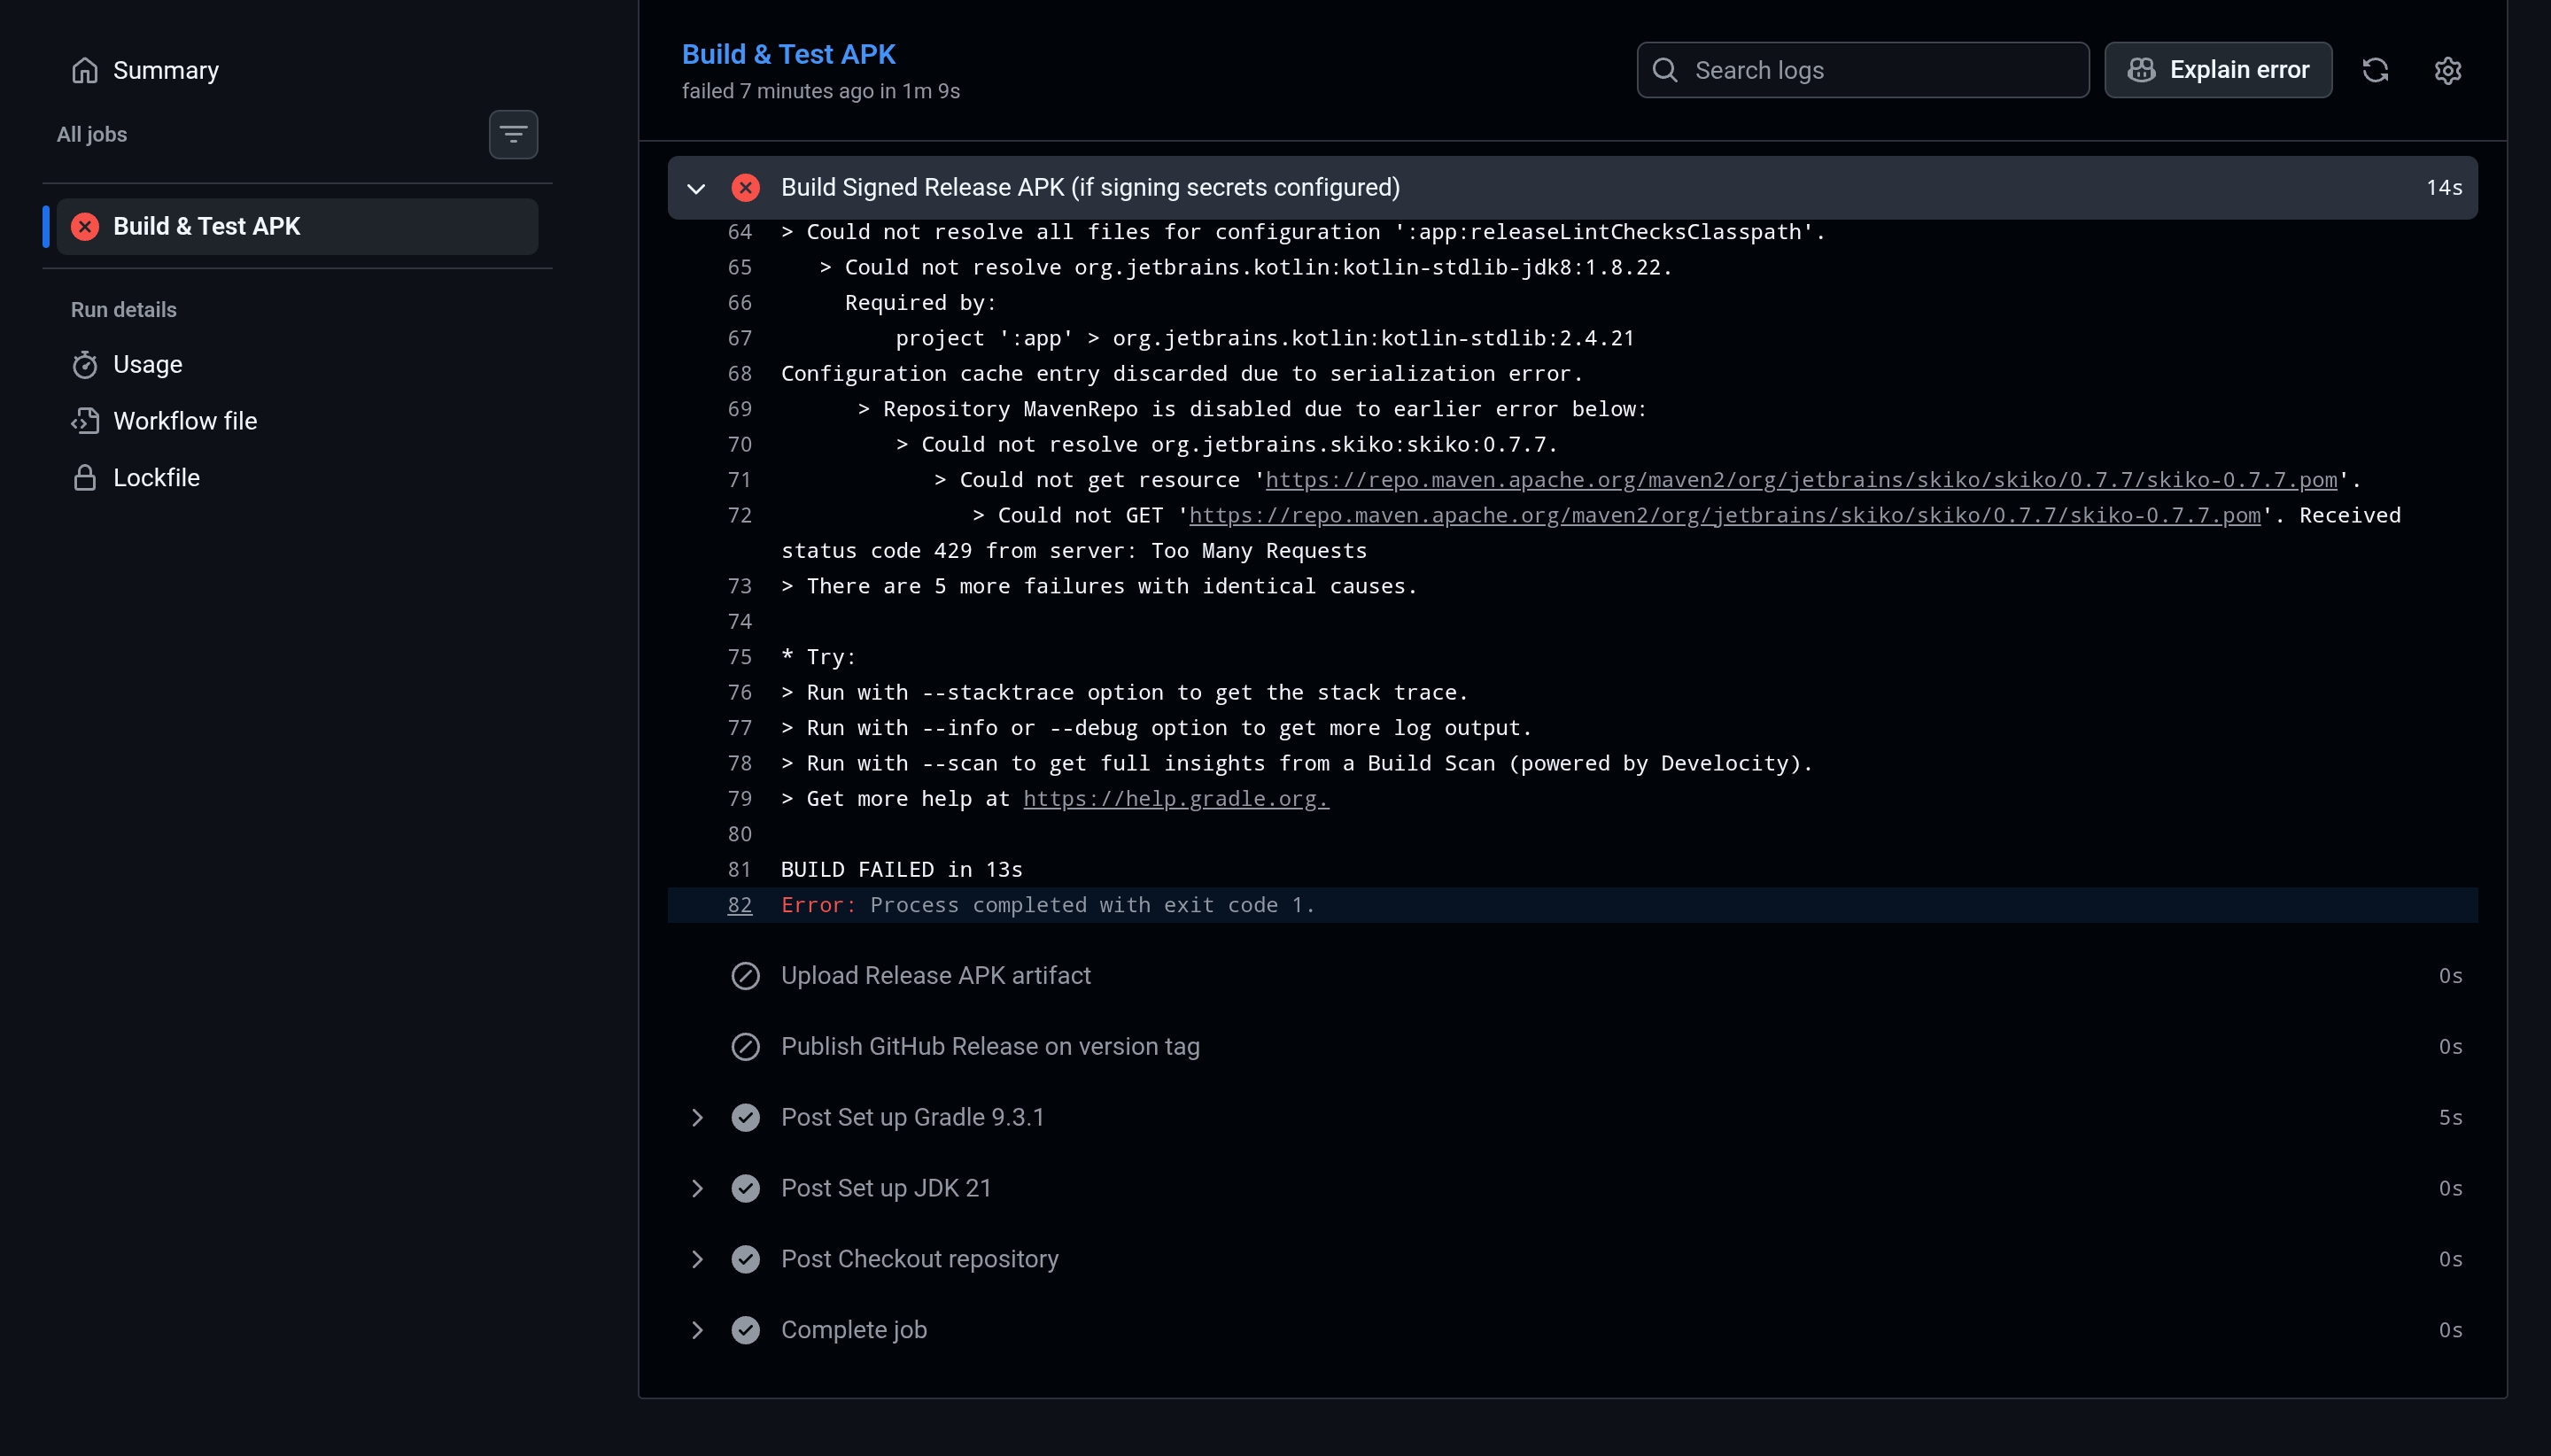 Summary
All jobs
Build & Test APK
Run details
Usage
Workflow file
Lockfile
Build & Test APK
failed 7 minutes ago in 1m 9s
Search logs
Explain error
Build Signed Release APK (if signing secrets configured) 14s
64 > Could not resolve all files for configuration ':app:releaseLintChecksClasspath'.
65 > Could not resolve org.jetbrains.kotlin:kotlin-stdlib-jdk8:1.8.22.
66 Required by:
67 project ':app' > org.jetbrains.kotlin:kotlin-stdlib:2.4.21
68 Configuration cache entry discarded due to serialization error.
69 > Repository MavenRepo is disabled due to earlier error below:
70 > Could not resolve org.jetbrains.skiko:skiko:0.7.7.
71 > Could not get resource 'https://repo.maven.apache.org/maven2/org/jetbrains/skiko/skiko/0.7.7/skiko-0.7.7.pom'.
72 > Could not GET 'https://repo.maven.apache.org/maven2/org/jetbrains/skiko/skiko/0.7.7/skiko-0.7.7.pom'. Received
status code 429 from server: Too Many Requests
73 > There are 5 more failures with identical causes.
74
75 * Try:
76 > Run with --stacktrace option to get the stack trace.
77 > Run with --info or --debug option to get more log output.
78 > Run with --scan to get full insights from a Build Scan (powered by Develocity).
79 > Get more help at https://help.gradle.org.
80
81 BUILD FAILED in 13s
82 Error: Process completed with exit code 1.
Upload Release APK artifact 0s
Publish GitHub Release on version tag 0s
Post Set up Gradle 9.3.1 5s
Post Set up JDK 21 0s
Post Checkout repository 0s
Complete job 0s